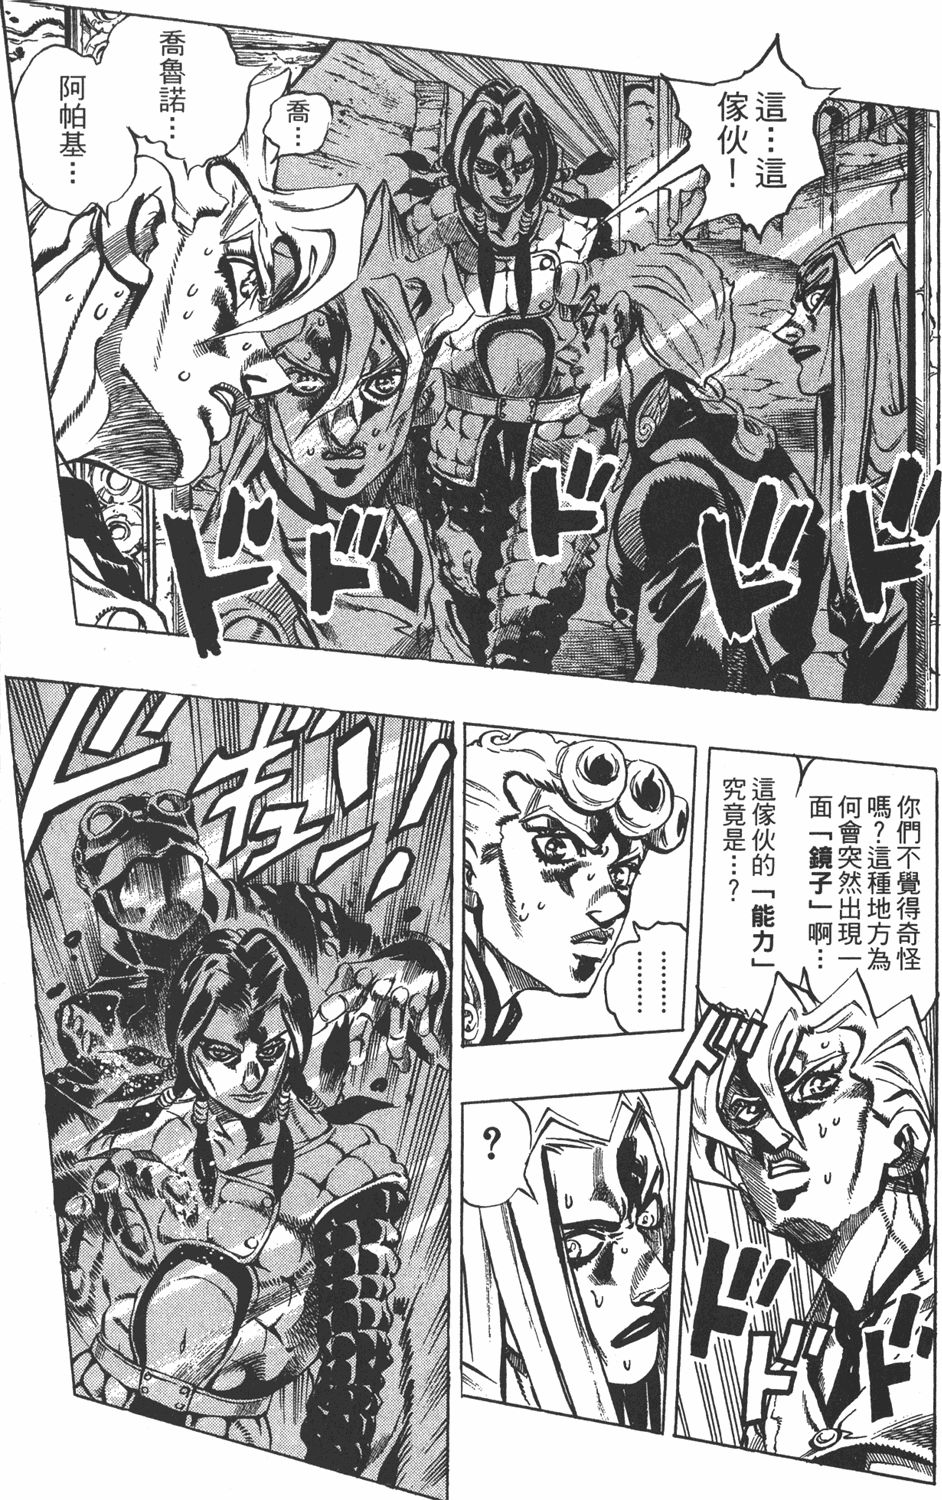 這⋯這
傢伙！
喬⋯
喬魯諾⋯
阿帕基⋯
ドドドドド
你們不覺得奇怪
嗎？這種地方為
何會突然出現一
面「鏡子」啊⋯
這傢伙的「能力」
究竟是⋯？
ド
ドドド
⋯⋯⋯
⋯⋯⋯
？
ドギュン！